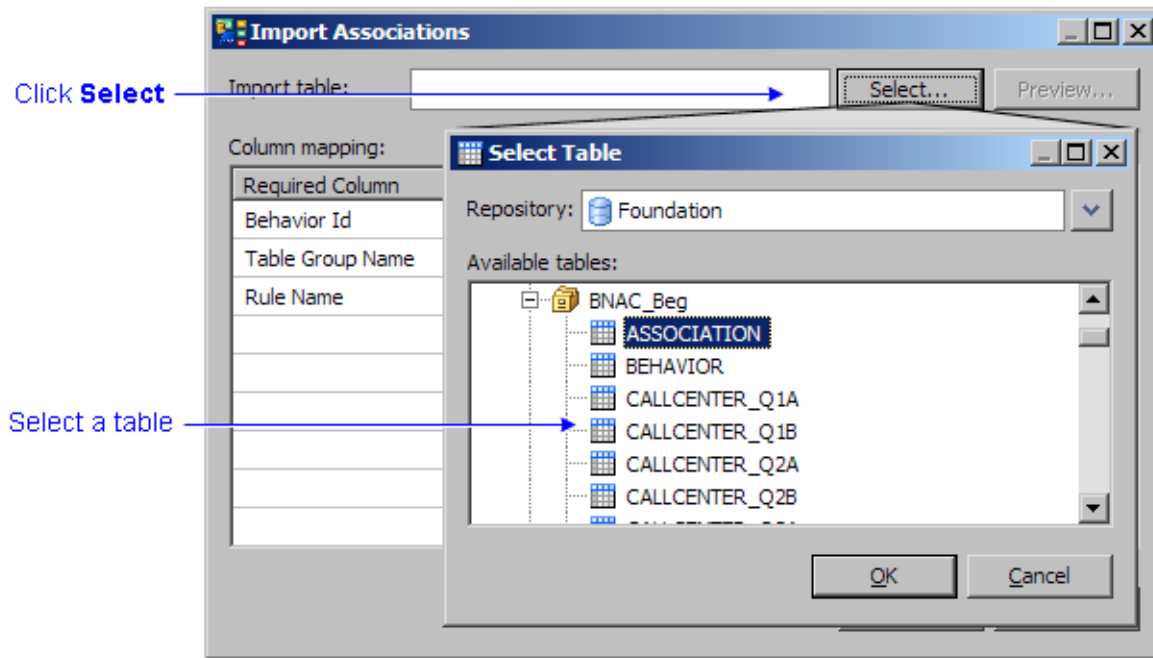 Import Associations
Click Select
Import table:
Select...
Preview...
Column mapping:
Select Table
Required Column
Repository:
Foundation
Behavior Id
Table Group Name
Available tables:
Rule Name
BNAC_Beg
ASSOCIATION
BEHAVIOR
CALLCENTER_Q1A
Select a table
CALLCENTER_Q1B
CALLCENTER_Q2A
CALLCENTER_Q2B
OK
Cancel